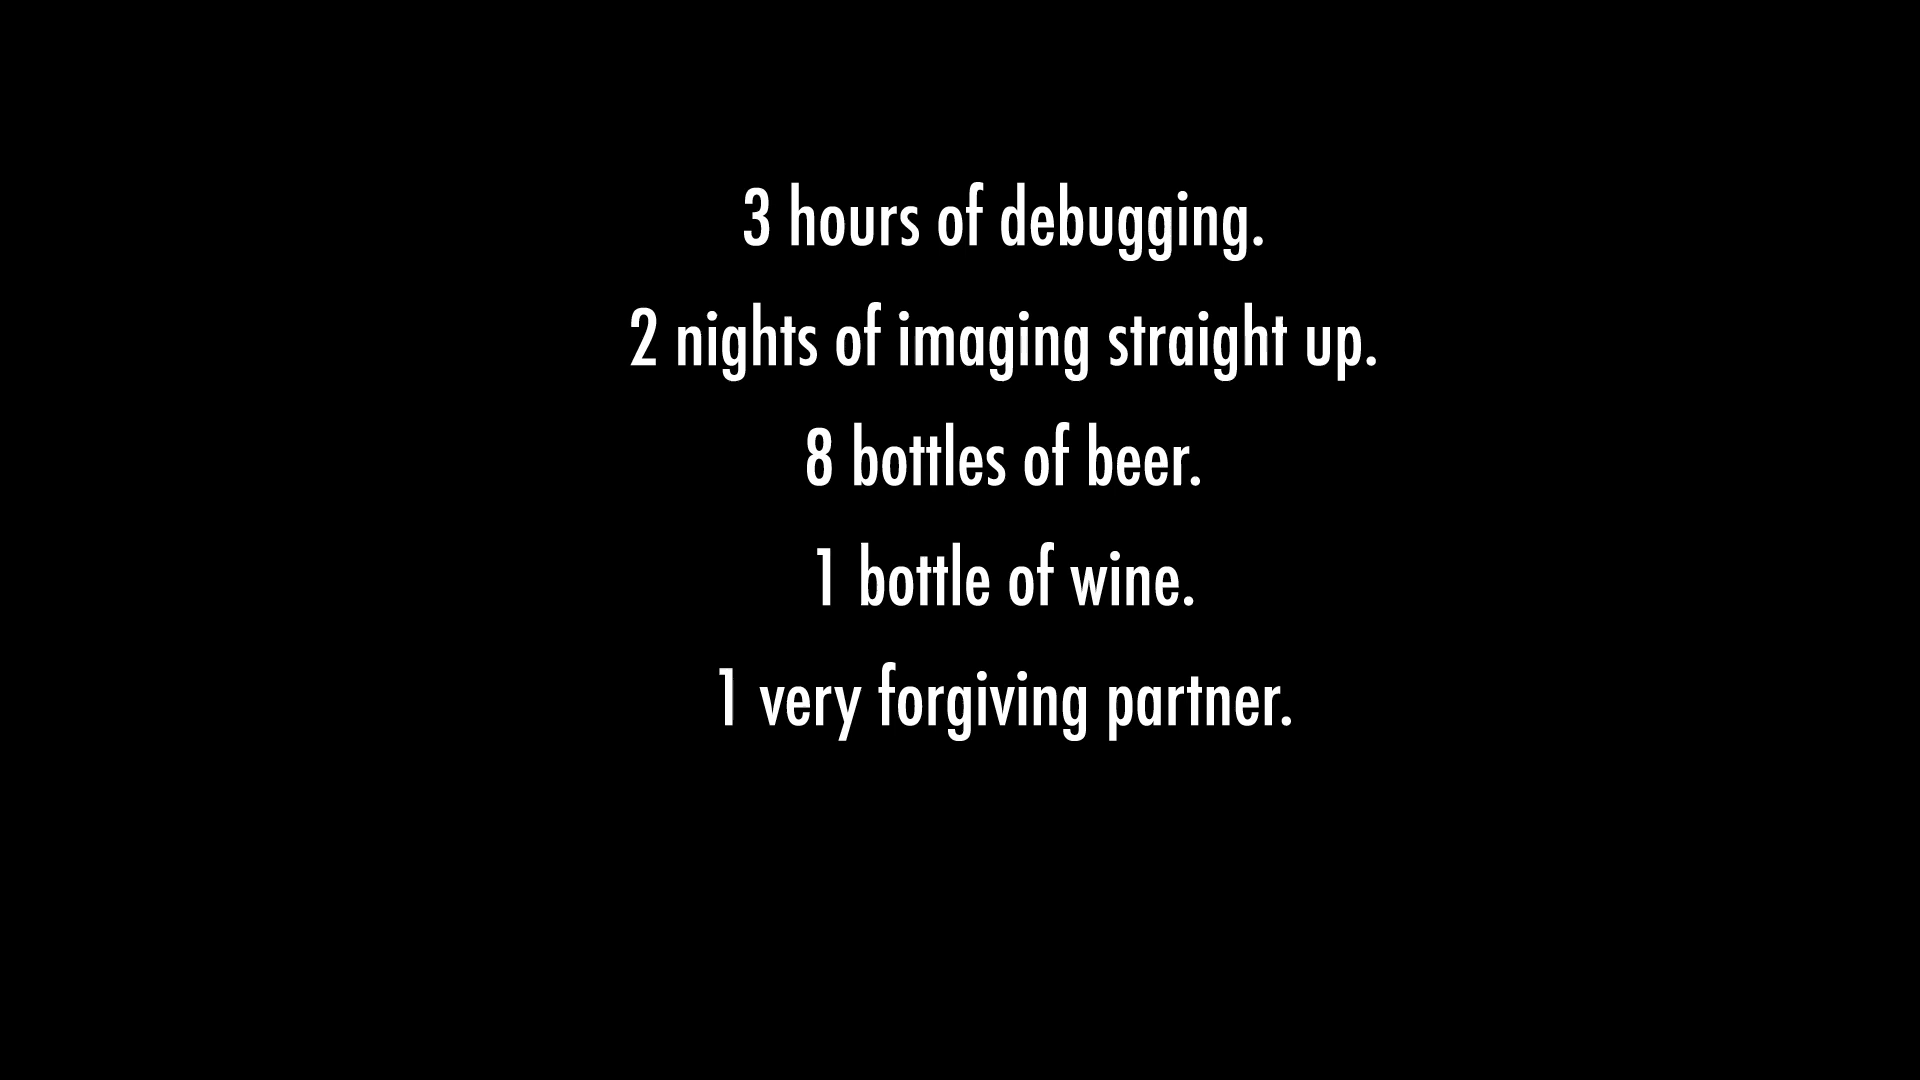 3 hours of debugging.
2 nights of imaging straight up.
8 bottles of beer.
1 bottle of wine.
1 very forgiving partner.